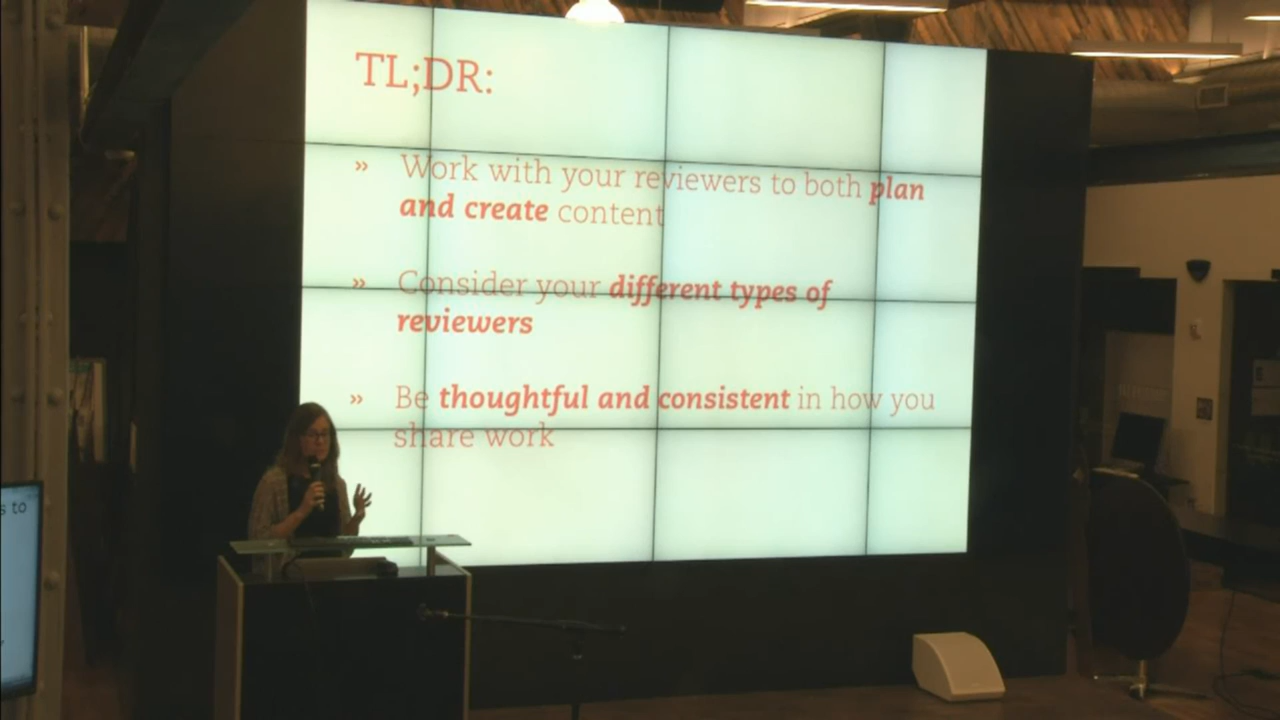 TL;DR:
» Work with your reviewers to both plan
and create content
» Consider your different types of
reviewers
» Be thoughtful and consistent in how you
share work
s to